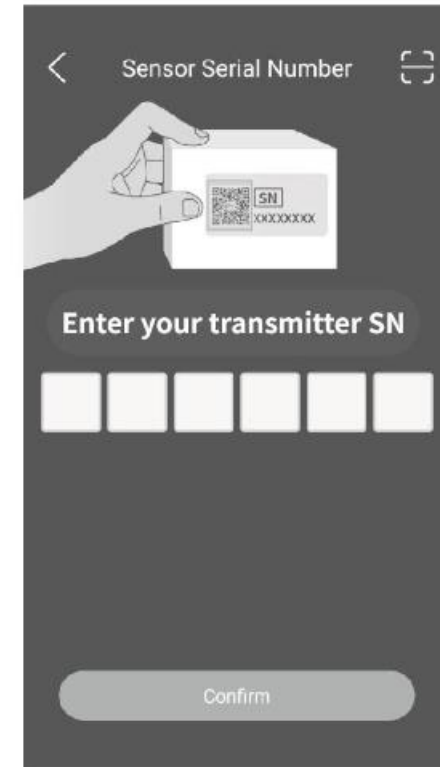 Sensor Serial Number
SN
xxxxxxxx
Enter your transmitter SN
Confirm